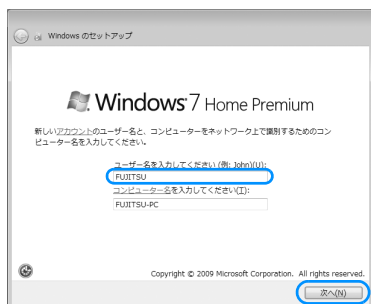 Windows のセットアップ
Windows 7 Home Premium
新しいアカウントのユーザー名と、コンピューターをネットワーク上で識別するためのコン
ピューター名を入力してください。
ユーザー名を入力してください (例: John)(U):
FUJITSU
コンピューター名を入力してください(T):
FUJITSU-PC
Copyright © 2009 Microsoft Corporation. All rights reserved.
次へ(N)